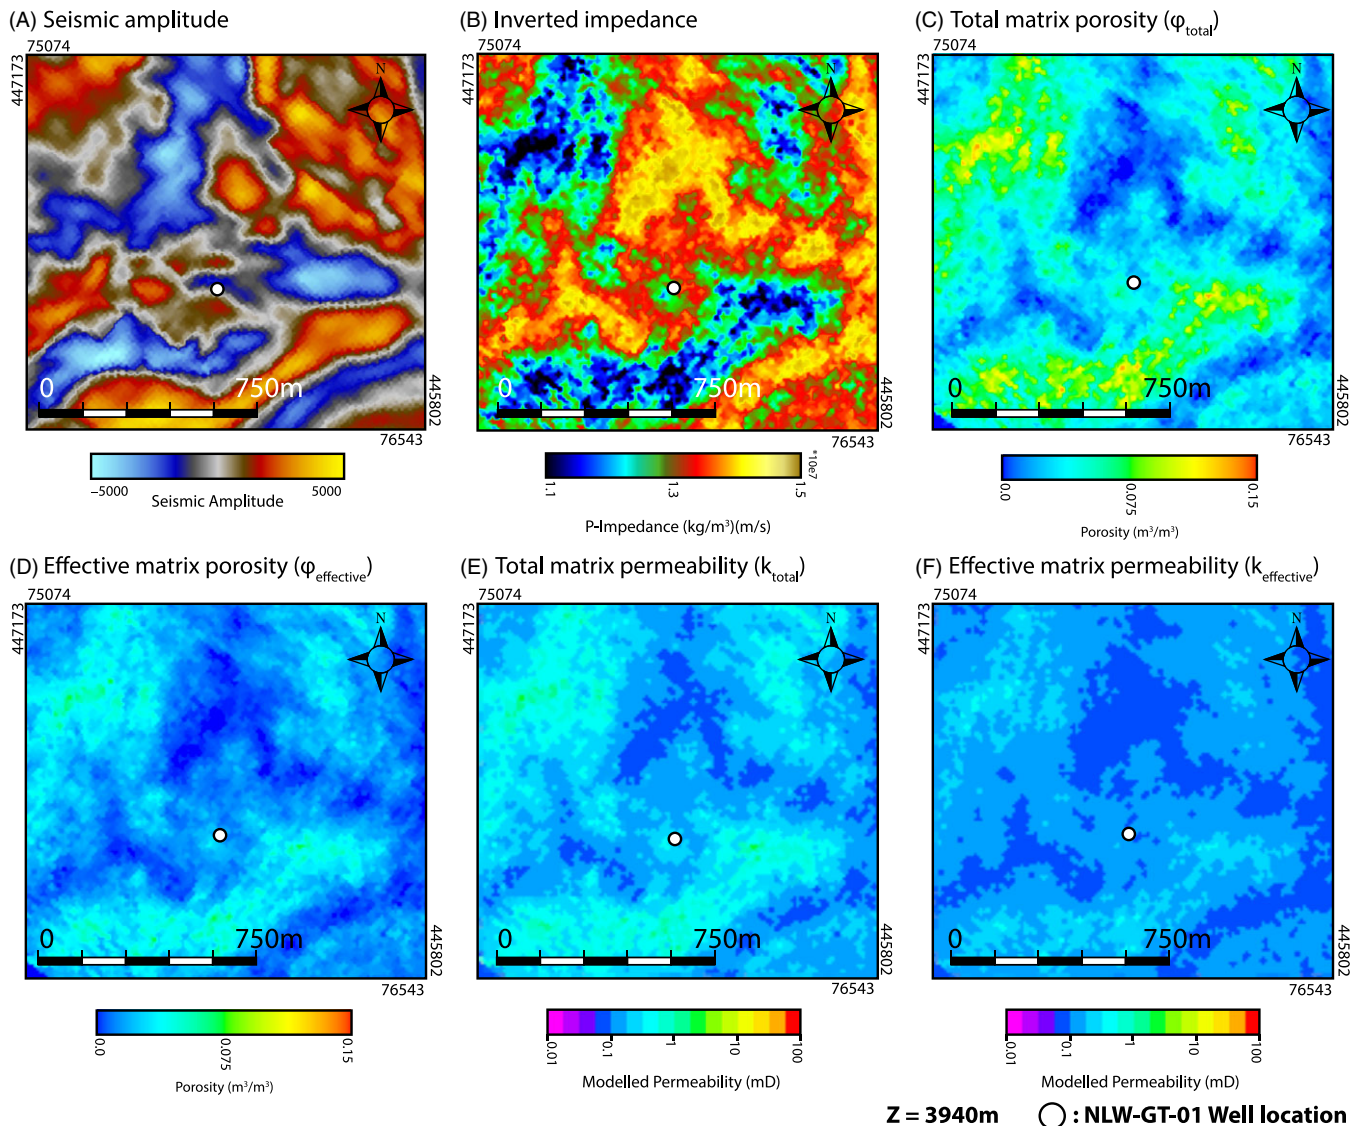 (A) Seismic amplitude
75074
447173
N
0 750m
445802
76543
−5000 5000
Seismic Amplitude
(B) Inverted impedance
75074
447173
N
0 750m
445802
76543
1.1 1.3 1.5 *10e7
P-Impedance (kg/m³)(m/s)
(C) Total matrix porosity (φtotal)
75074
447173
N
0 750m
445802
76543
0.0 0.075 0.15
Porosity (m³/m³)
(D) Effective matrix porosity (φeffective)
75074
447173
N
0 750m
445802
76543
0.0 0.075 0.15
Porosity (m³/m³)
(E) Total matrix permeability (ktotal)
75074
447173
N
0 750m
445802
76543
0.01 0.1 1 10 100
Modelled Permeability (mD)
(F) Effective matrix permeability (keffective)
75074
447173
N
0 750m
445802
76543
0.01 0.1 1 10 100
Modelled Permeability (mD)
Z = 3940m : NLW-GT-01 Well location